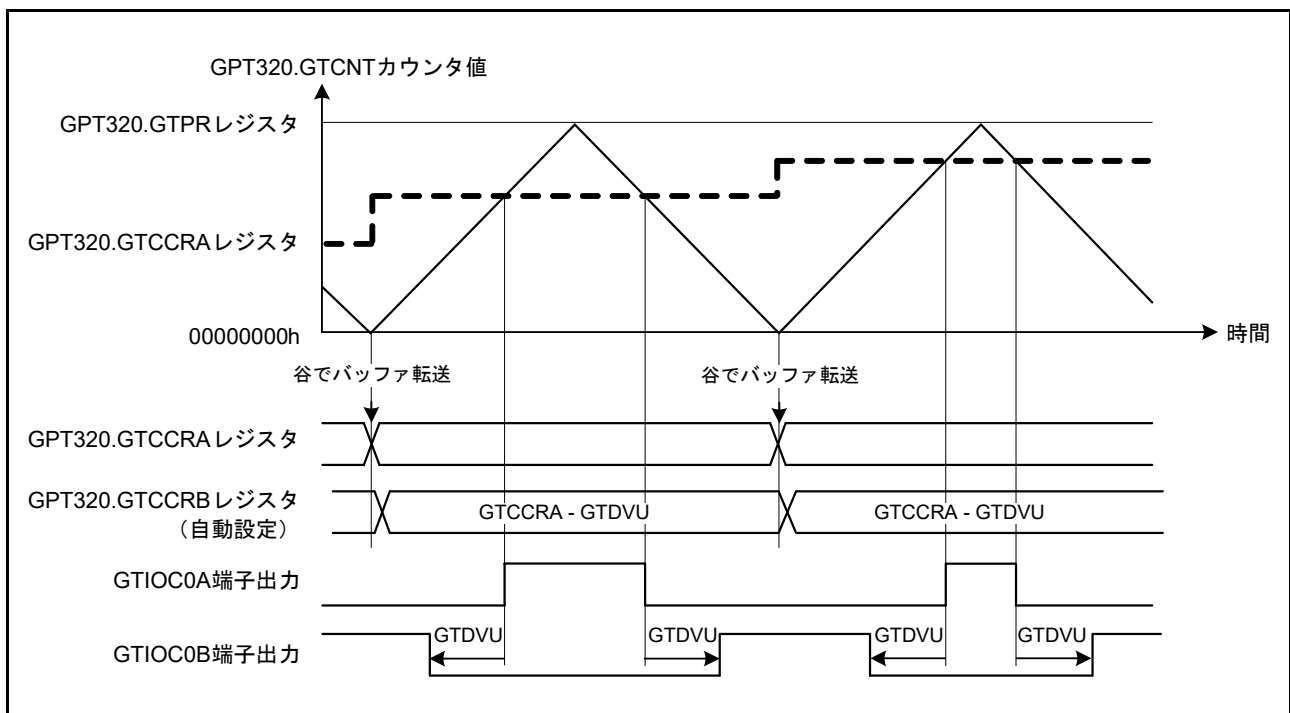 GPT320.GTCNTカウンタ値
GPT320.GTPRレジスタ
GPT320.GTCCRAレジスタ
00000000h
時間
谷でバッファ転送
谷でバッファ転送
GPT320.GTCCRAレジスタ
GPT320.GTCCRBレジスタ
（自動設定）
GTCCRA - GTDVU
GTCCRA - GTDVU
GTIOC0A端子出力
GTIOC0B端子出力
GTDVU
GTDVU
GTDVU
GTDVU